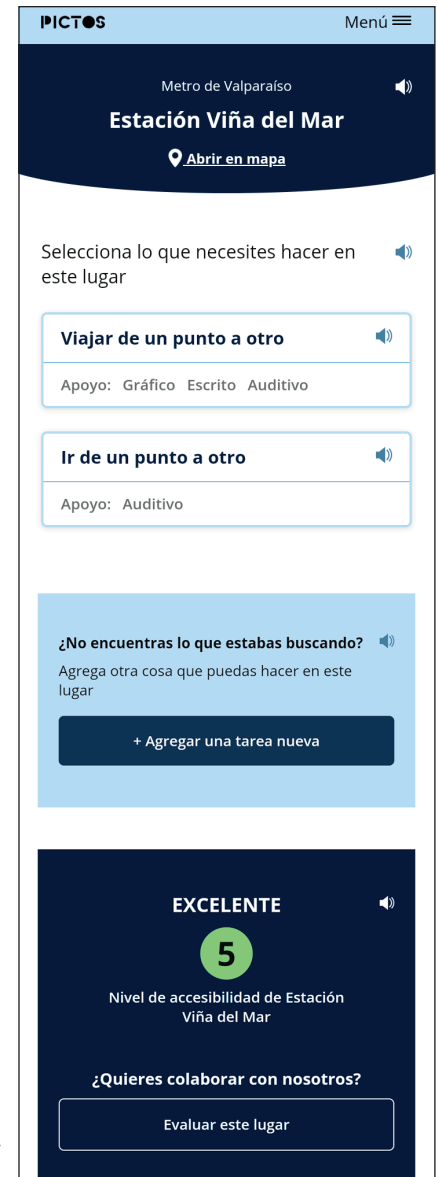 PICTOS
Menú
Metro de Valparaíso
Estación Viña del Mar
Abrir en mapa
Selecciona lo que necesites hacer en
este lugar
Viajar de un punto a otro
Apoyo: Gráfico Escrito Auditivo
Ir de un punto a otro
Apoyo: Auditivo
¿No encuentras lo que estabas buscando?
Agrega otra cosa que puedas hacer en este
lugar
+ Agregar una tarea nueva
EXCELENTE
5
Nivel de accesibilidad de Estación
Viña del Mar
¿Quieres colaborar con nosotros?
Evaluar este lugar